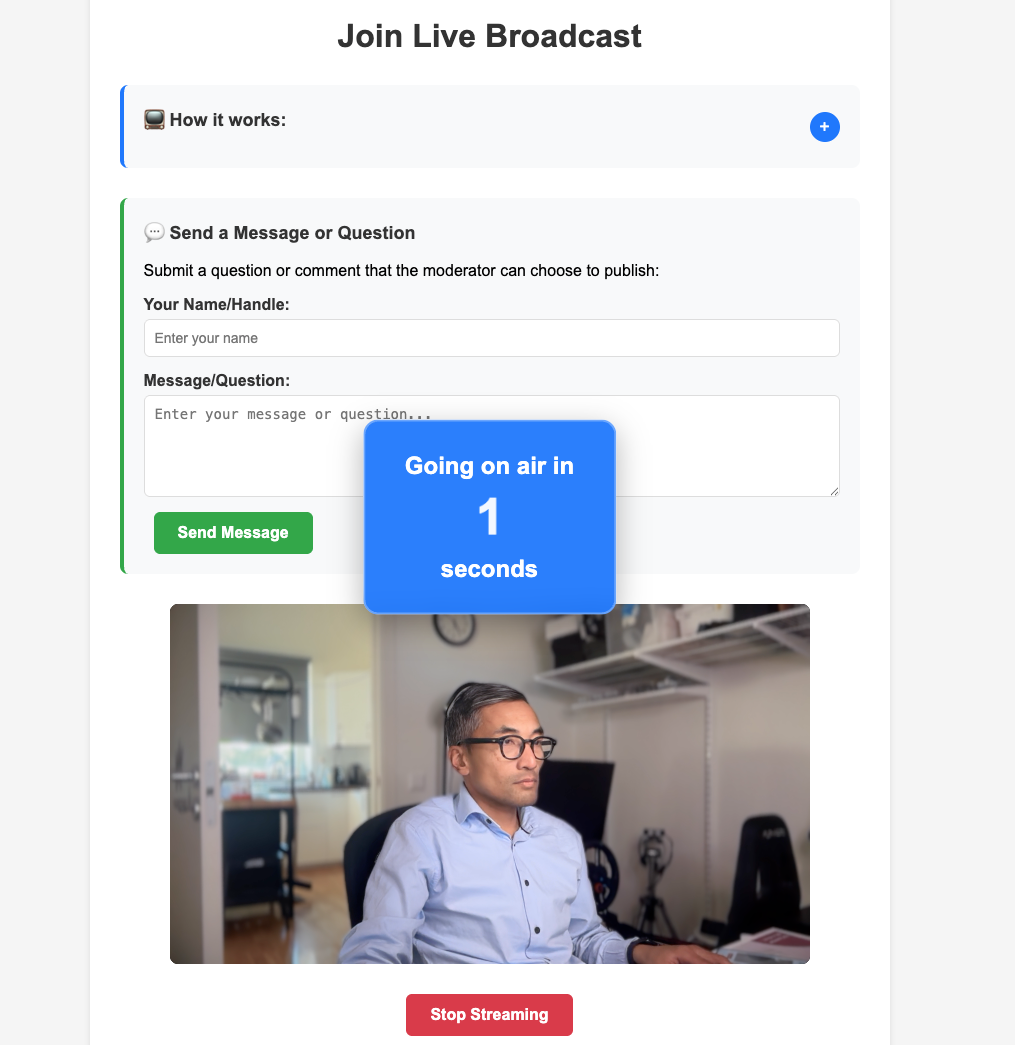 Join Live Broadcast
How it works:
+
Send a Message or Question
Submit a question or comment that the moderator can choose to publish:
Your Name/Handle:
Enter your name
Message/Question:
Enter your message or question...
Going on air in
1
seconds
Send Message
Stop Streaming